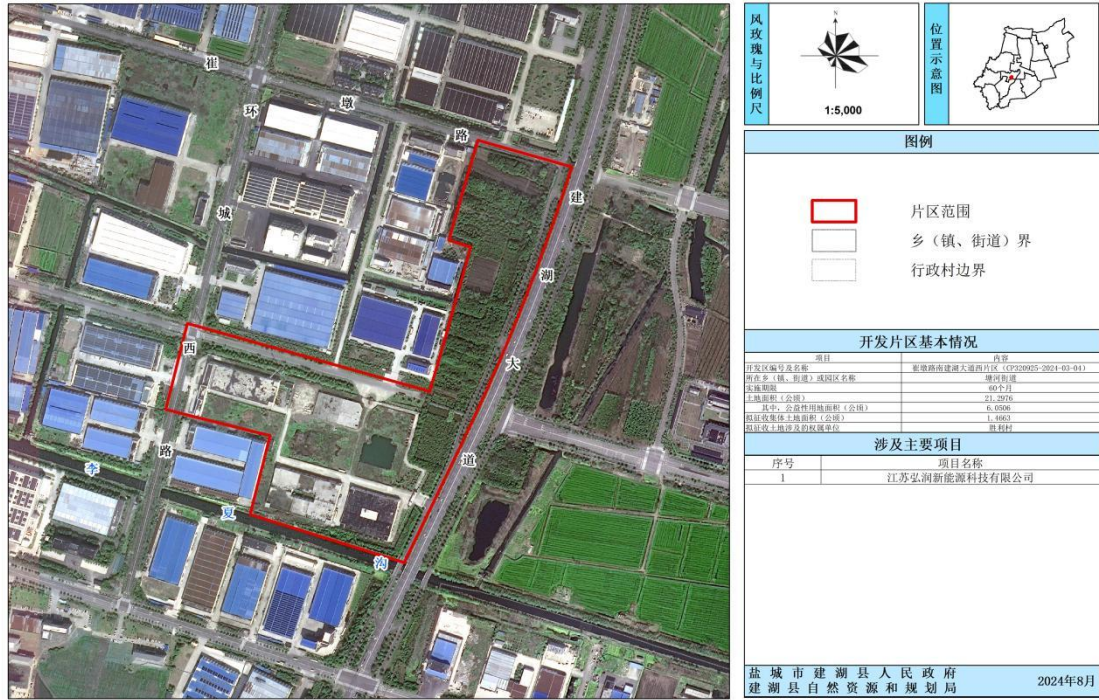 崔墩路
环城西路
建湖大道
李夏沟
风玫瑰与比例尺
N
1:5,000
位置示意图
图例
片区范围
乡（镇、街道）界
行政村边界
开发片区基本情况
项目 内容
开发区编号及名称 崔墩路南建湖大道西片区（CP320925-2024-03-04）
所在乡（镇、街道）或园区名称 塘河街道
实施期限 60个月
土地面积（公顷） 21.2976
其中，公益性用地面积（公顷） 6.0506
拟征收集体土地面积（公顷） 1.4663
拟征收土地涉及的权属单位 胜利村
涉及主要项目
序号 项目名称
1 江苏弘润新能源科技有限公司
盐城市建湖县人民政府
建湖县自然资源和规划局
2024年8月